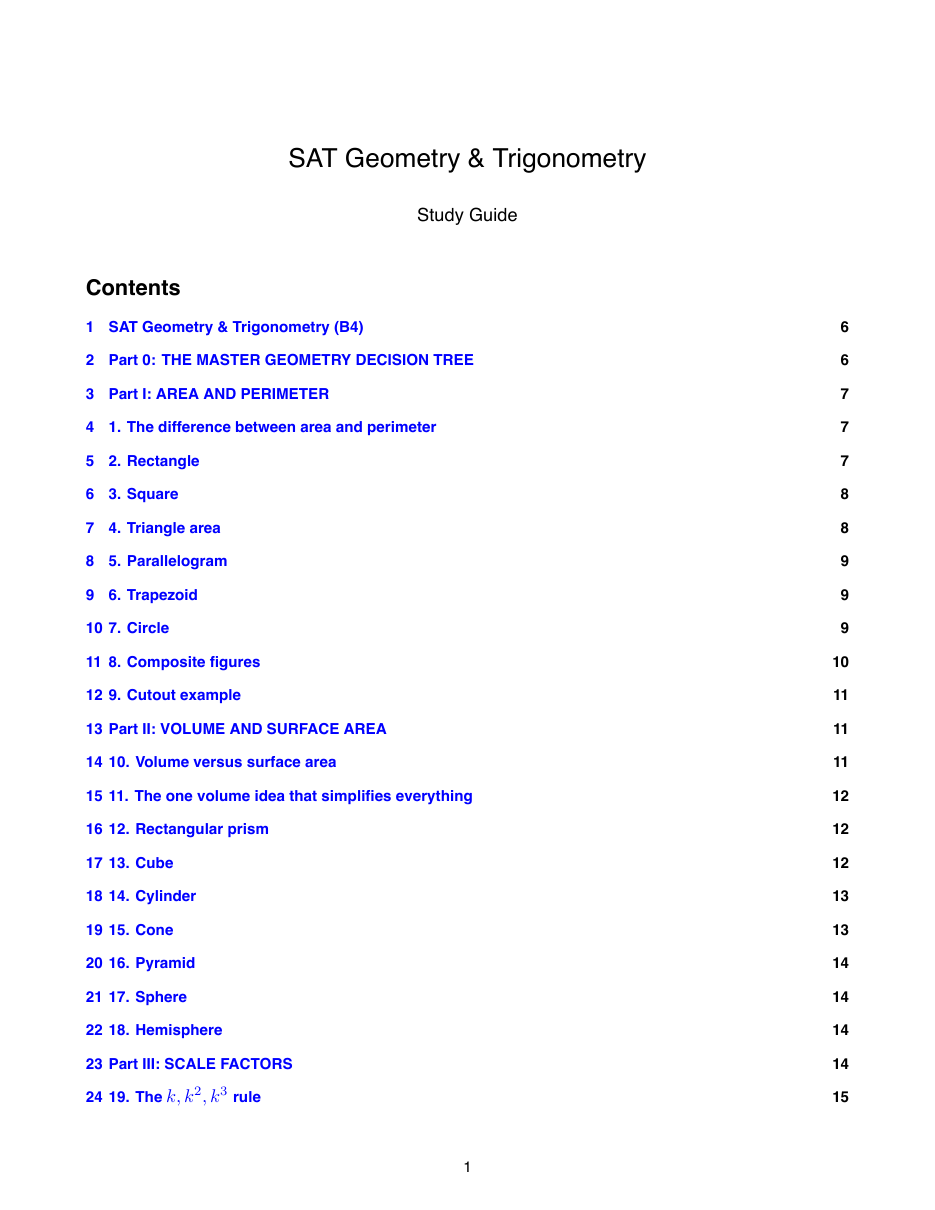 SAT Geometry & Trigonometry
Study Guide
Contents
1 SAT Geometry & Trigonometry (B4) 6
2 Part 0: THE MASTER GEOMETRY DECISION TREE 6
3 Part I: AREA AND PERIMETER 7
4 1. The difference between area and perimeter 7
5 2. Rectangle 7
6 3. Square 8
7 4. Triangle area 8
8 5. Parallelogram 9
9 6. Trapezoid 9
10 7. Circle 9
11 8. Composite figures 10
12 9. Cutout example 11
13 Part II: VOLUME AND SURFACE AREA 11
14 10. Volume versus surface area 11
15 11. The one volume idea that simplifies everything 12
16 12. Rectangular prism 12
17 13. Cube 12
18 14. Cylinder 13
19 15. Cone 13
20 16. Pyramid 14
21 17. Sphere 14
22 18. Hemisphere 14
23 Part III: SCALE FACTORS 14
24 19. The k, k², k³ rule 15
1